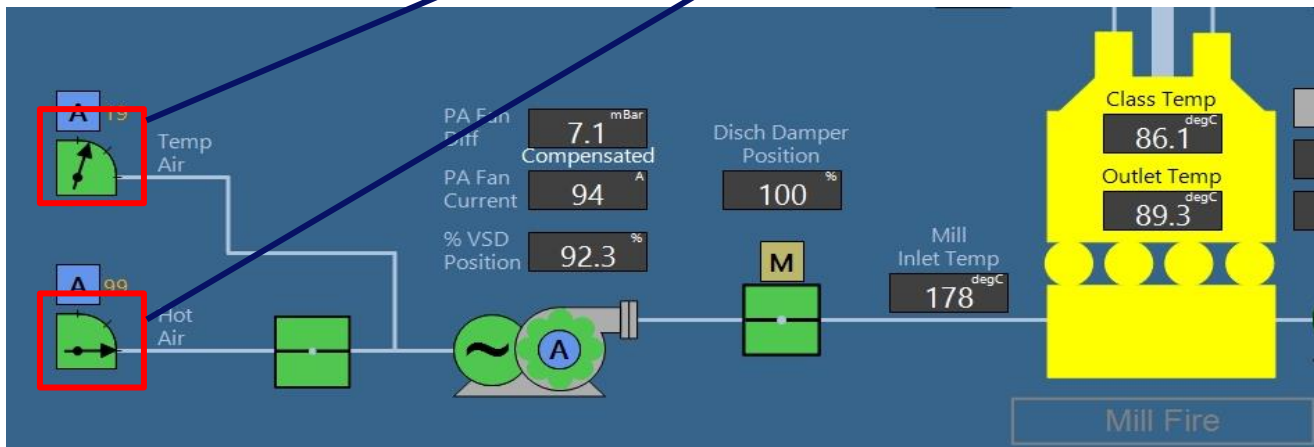 A 19
Temp
Air
A 99
Hot
Air
PA Fan
Diff
7.1 mBar
Compensated
PA Fan
Current
94 A
% VSD
Position
92.3 %
A
Disch Damper
Position
100 %
M
Mill
Inlet Temp
178 degC
Class Temp
86.1 degC
Outlet Temp
89.3 degC
Mill Fire